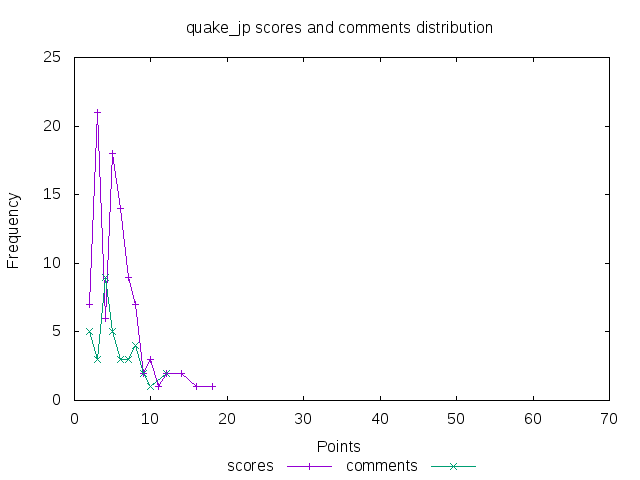 quake_jp scores and comments distribution
25
20
15
10
5
0
Frequency
0 10 20 30 40 50 60 70
Points
scores comments